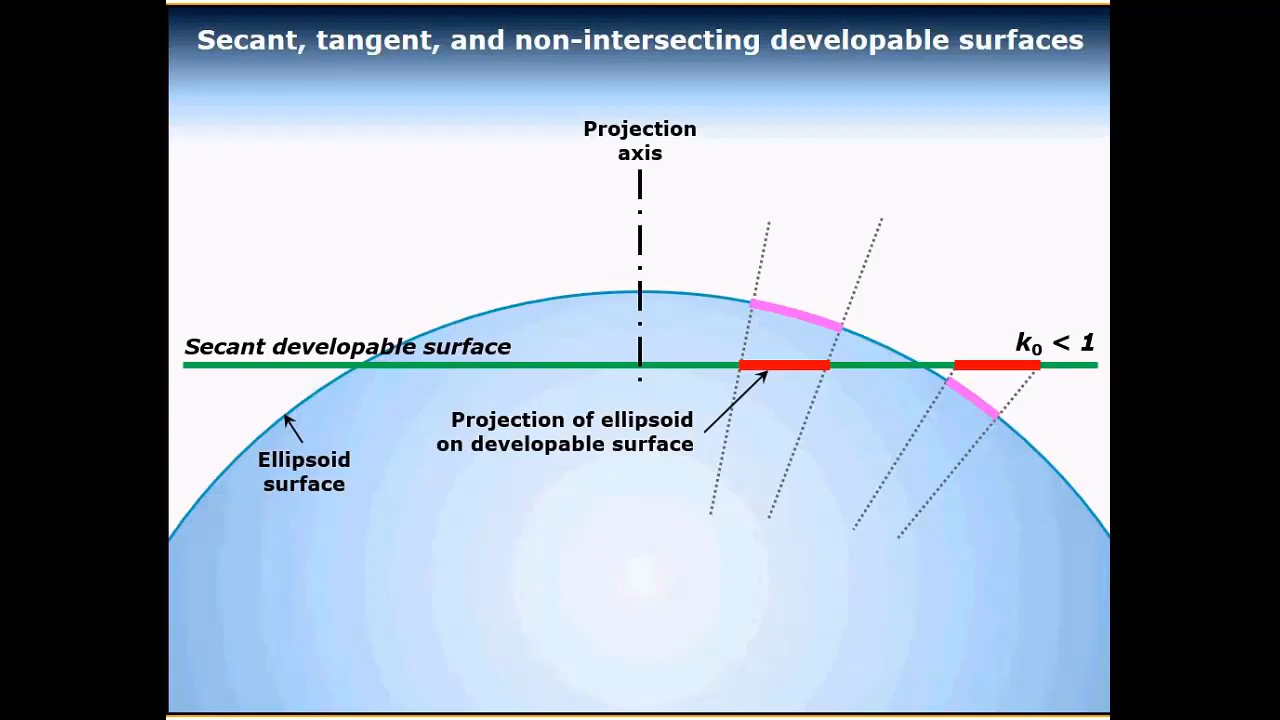 Secant, tangent, and non-intersecting developable surfaces
Projection
axis
Secant developable surface
k₀ < 1
Projection of ellipsoid
on developable surface
Ellipsoid
surface